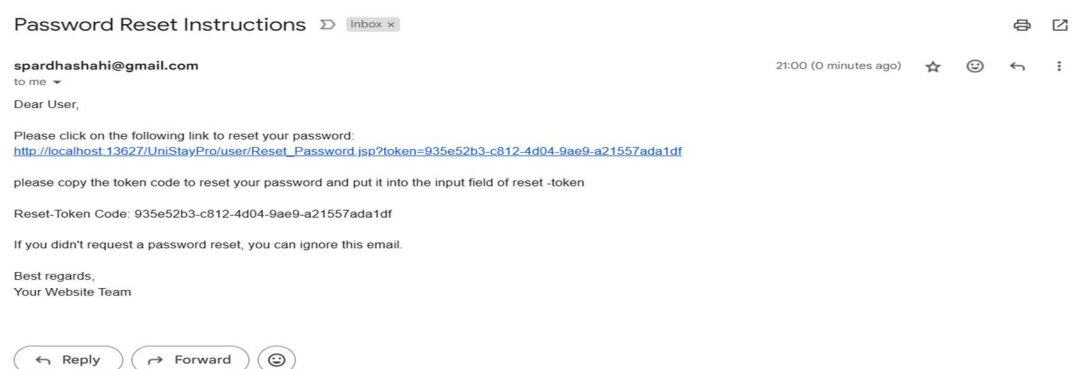 Password Reset Instructions Inbox ×
spardhashahi@gmail.com 21:00 (0 minutes ago)
to me
Dear User,
Please click on the following link to reset your password:
http://localhost:13627/UniStayPro/user/Reset_Password.jsp?token=935e52b3-c812-4d04-9ae9-a21557ada1df
please copy the token code to reset your password and put it into the input field of reset -token
Reset-Token Code: 935e52b3-c812-4d04-9ae9-a21557ada1df
If you didn't request a password reset, you can ignore this email.
Best regards,
Your Website Team
Reply Forward